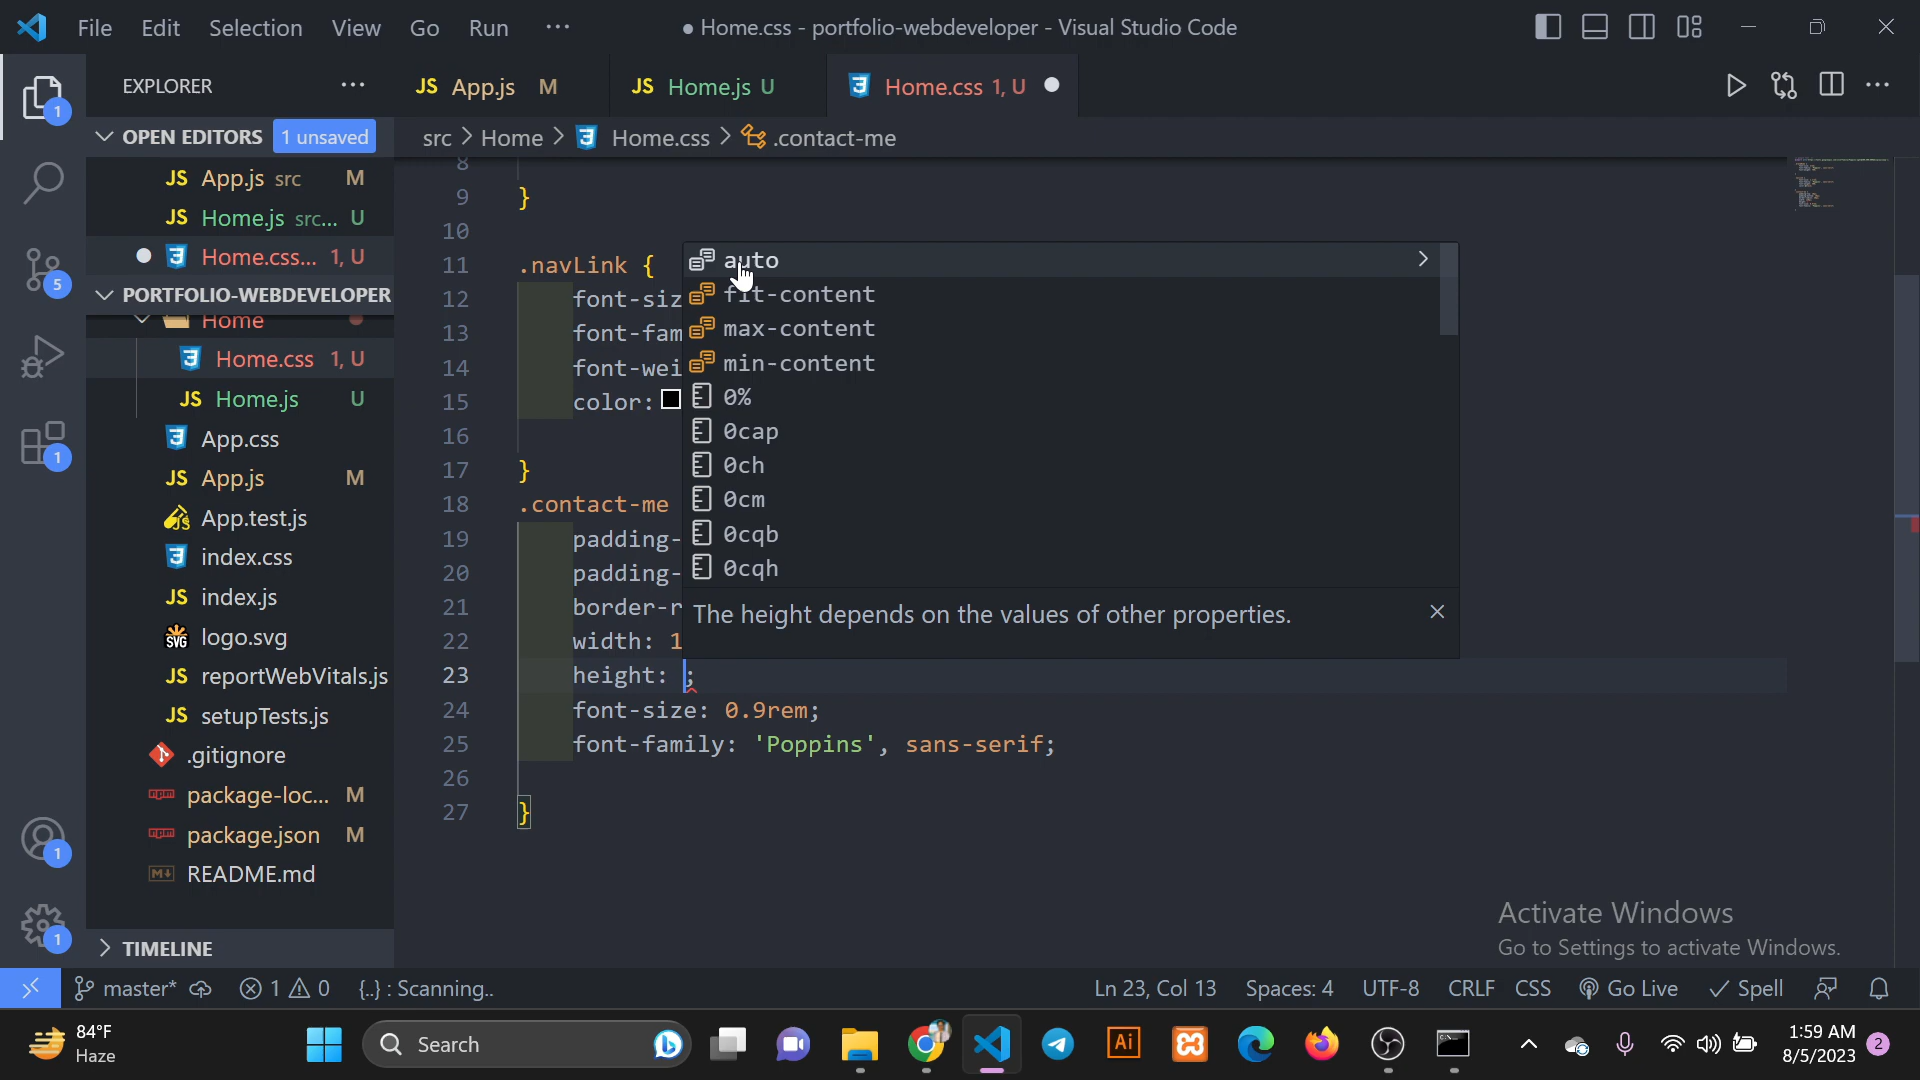 File Edit Selection View Go Run ··· ● Home.css - portfolio-webdeveloper - Visual Studio Code
EXPLORER ···
JS App.js M
JS Home.js U
Home.css 1, U ●
OPEN EDITORS 1 unsaved
src > Home > Home.css > .contact-me
JS App.js src M
JS Home.js src... U
● Home.css... 1, U
PORTFOLIO-WEBDEVELOPER
Home
Home.css 1, U
JS Home.js U
App.css
JS App.js M
App.test.js
index.css
JS index.js
SVG logo.svg
JS reportWebVitals.js
JS setupTests.js
.gitignore
package-loc... M
package.json M
README.md
TIMELINE
1
5
1
1
1
8
9 }
10
11 .navLink {
12 font-siz
13 font-fam
14 font-wei
15 color:
16
17 }
18 .contact-me
19 padding-
20 padding-
21 border-r
22 width: 1
23 height: ;
24 font-size: 0.9rem;
25 font-family: 'Poppins', sans-serif;
26
27 }
auto
fit-content
max-content
min-content
0%
0cap
0ch
0cm
0cqb
0cqh
The height depends on the values of other properties.
Activate Windows
Go to Settings to activate Windows.
master* 1 0 {..} : Scanning..
Ln 23, Col 13 Spaces: 4 UTF-8 CRLF CSS Go Live Spell
84°F
Haze
Search
Ai
1:59 AM
8/5/2023
2